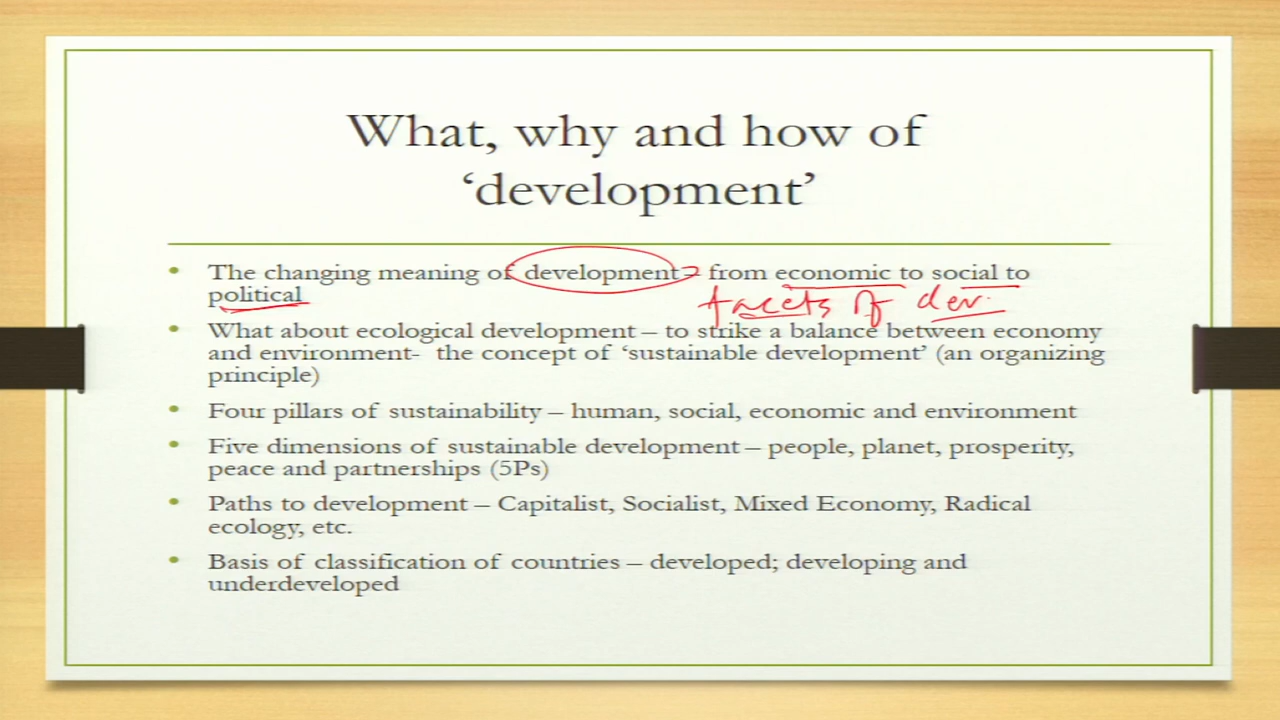 What, why and how of
‘development’
• The changing meaning of development – from economic to social to
political
facets of dev.
• What about ecological development – to strike a balance between economy
and environment- the concept of ‘sustainable development’ (an organizing
principle)
• Four pillars of sustainability – human, social, economic and environment
• Five dimensions of sustainable development – people, planet, prosperity,
peace and partnerships (5Ps)
• Paths to development – Capitalist, Socialist, Mixed Economy, Radical
ecology, etc.
• Basis of classification of countries – developed; developing and
underdeveloped